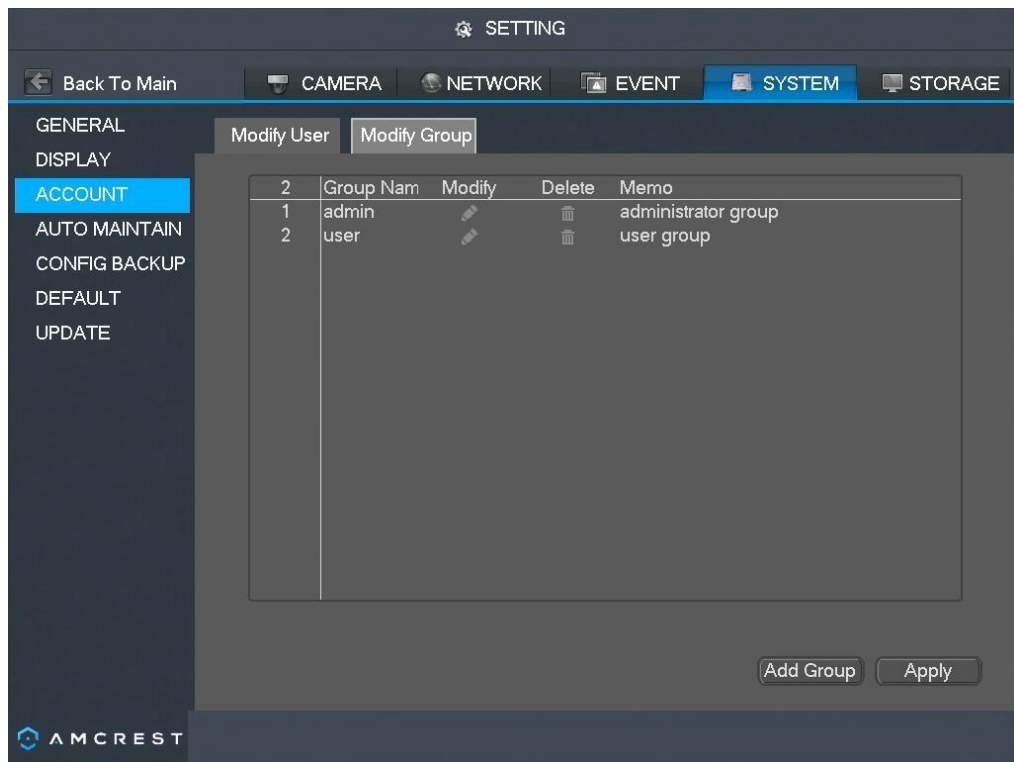 SETTING
Back To Main CAMERA NETWORK EVENT SYSTEM STORAGE
GENERAL
DISPLAY
ACCOUNT
AUTO MAINTAIN
CONFIG BACKUP
DEFAULT
UPDATE
Modify User Modify Group
2 Group Nam Modify Delete Memo
1 admin administrator group
2 user user group
Add Group Apply
AMCREST